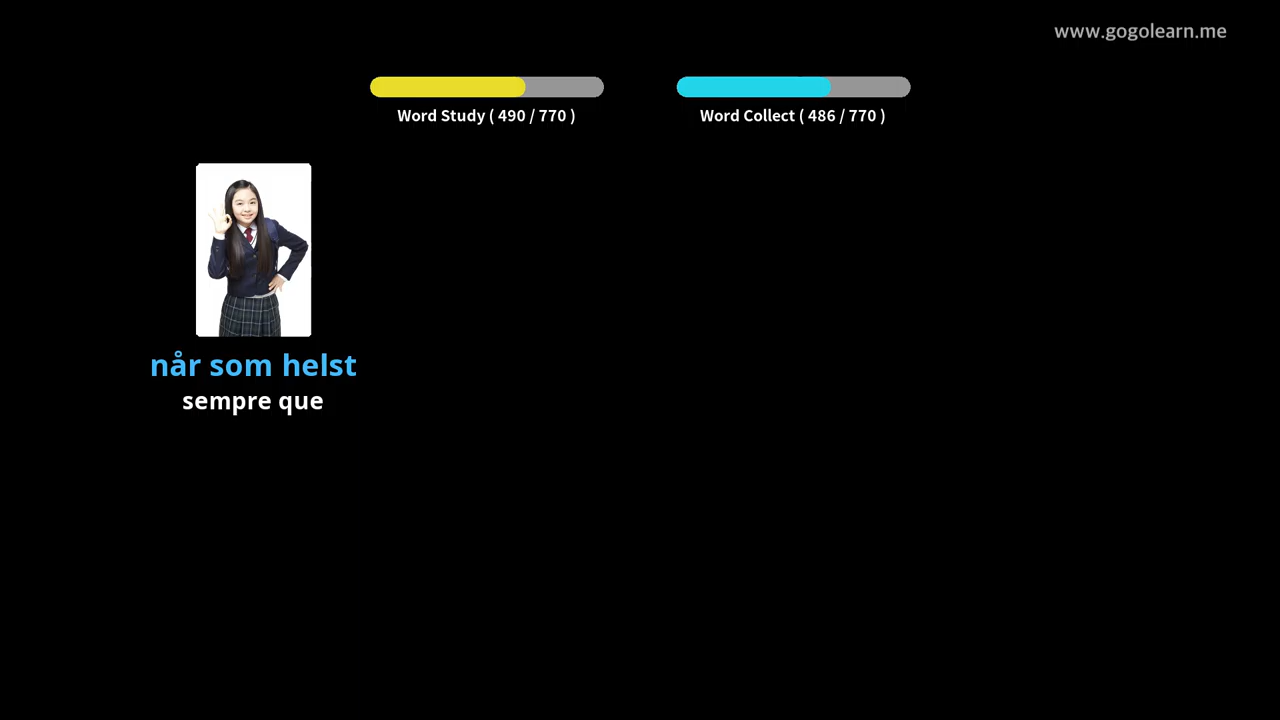 www.gogolearn.me
Word Study ( 490 / 770 )
Word Collect ( 486 / 770 )
når som helst
sempre que